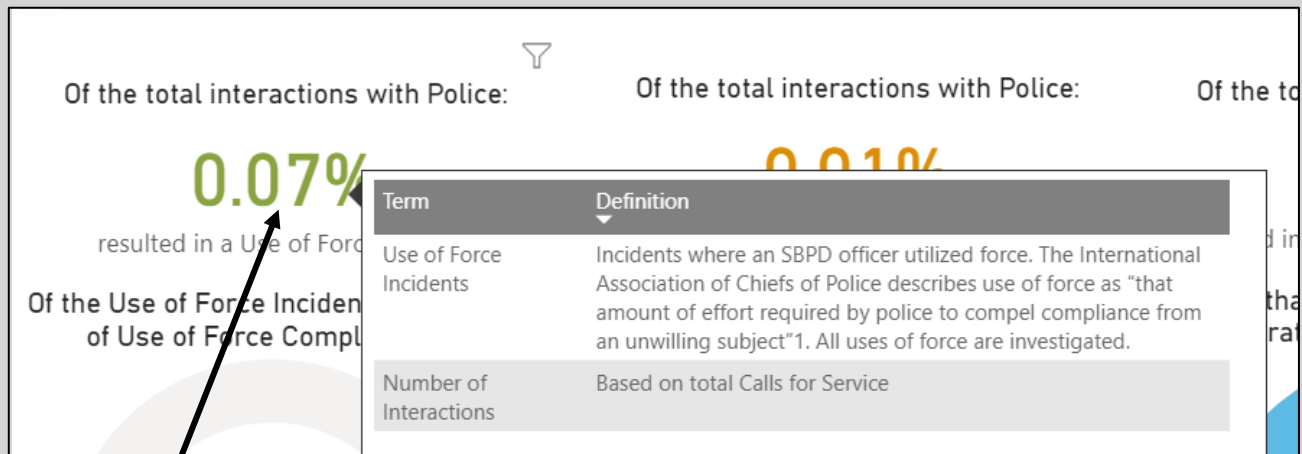 Of the total interactions with Police:
0.07%
resulted in a Use of Forc
Of the Use of Force Inciden
of Use of Force Compl
Of the total interactions with Police:
0.01%
Of the to
Term Definition
Use of Force Incidents where an SBPD officer utilized force. The International
Incidents Association of Chiefs of Police describes use of force as “that
amount of effort required by police to compel compliance from
an unwilling subject”1. All uses of force are investigated.
Number of Based on total Calls for Service
Interactions